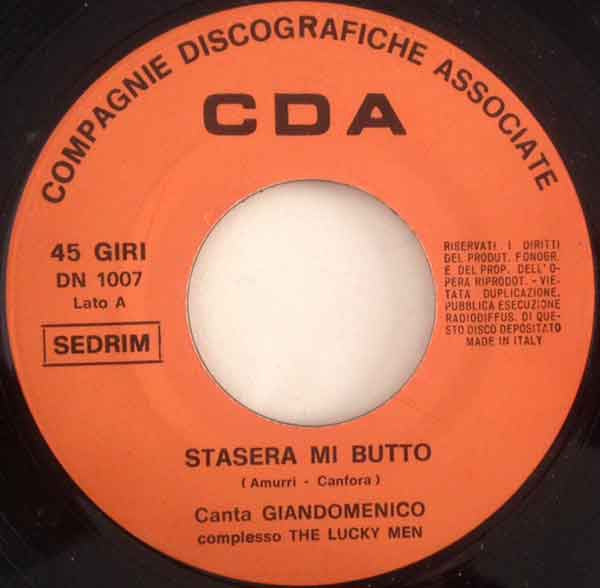 COMPAGNIE DISCOGRAFICHE ASSOCIATE
CDA
45 GIRI
DN 1007
Lato A
SEDRIM
RISERVATI I DIRITTI
DEL PRODUT. FONOGR.
E DEL PROP. DELL'O-
PERA RIPRODOT. - VIE-
TATA DUPLICAZIONE,
PUBBLICA ESECUZIONE
RADIODIFFUS. DI QUE-
STO DISCO DEPOSITATO
MADE IN ITALY
STASERA MI BUTTO
( Amurri - Canfora )
Canta GIANDOMENICO
complesso THE LUCKY MEN